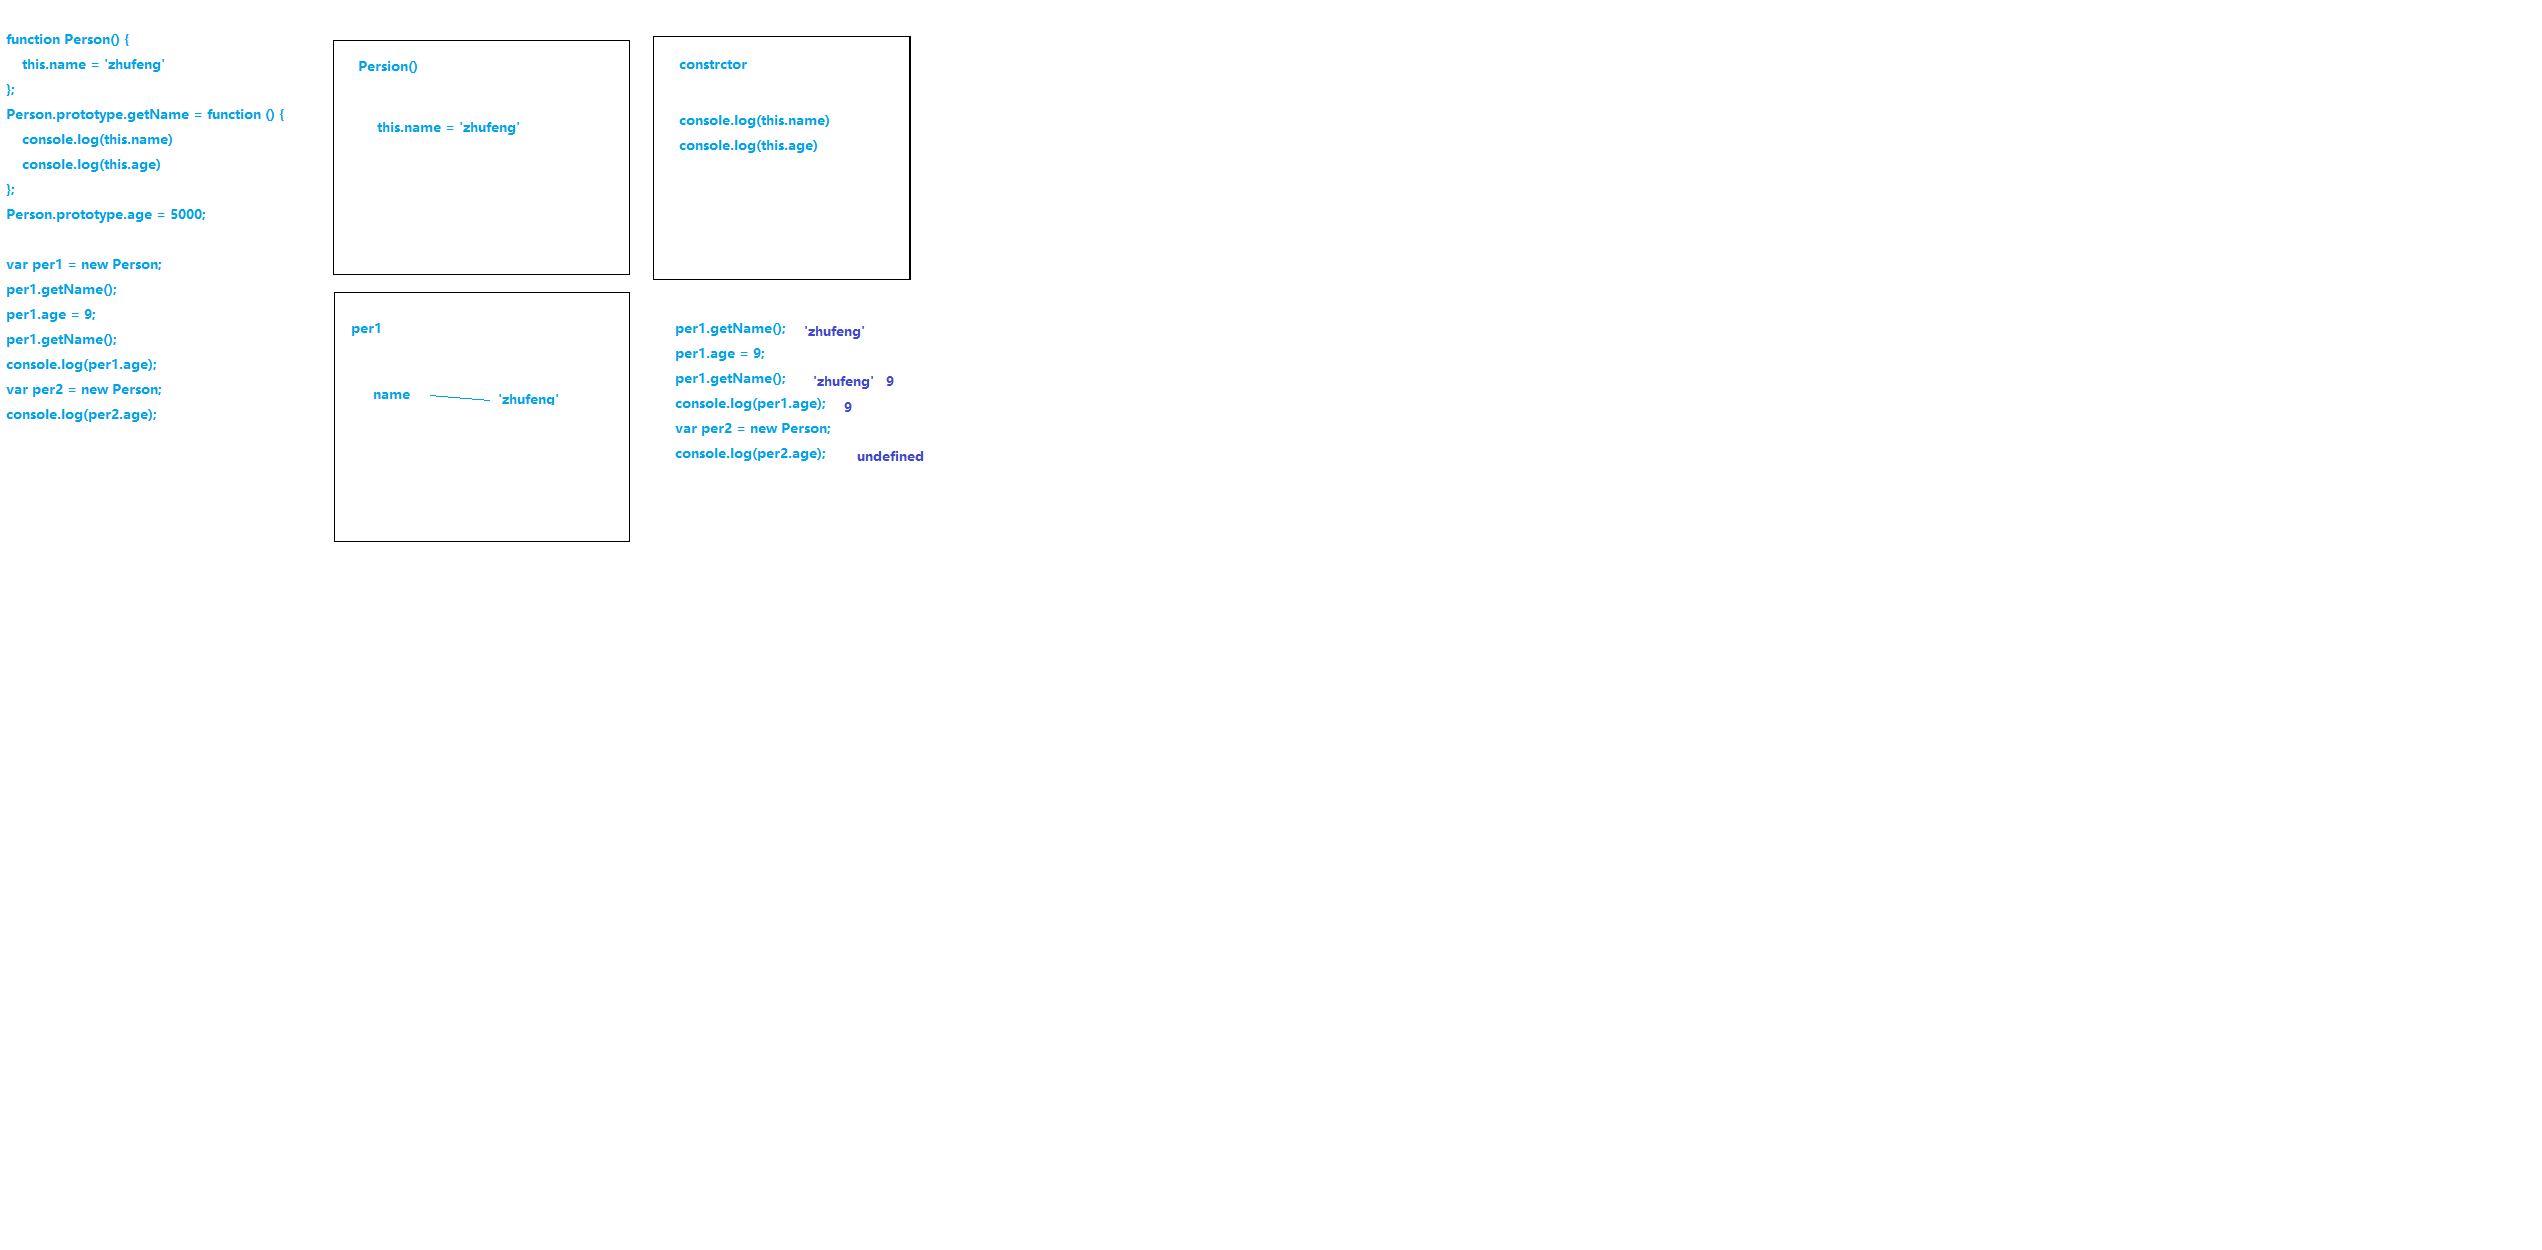 function Person() {
this.name = 'zhufeng'
};
Person.prototype.getName = function () {
console.log(this.name)
console.log(this.age)
};
Person.prototype.age = 5000;
var per1 = new Person;
per1.getName();
per1.age = 9;
per1.getName();
console.log(per1.age);
var per2 = new Person;
console.log(per2.age);
Persion()
this.name = 'zhufeng'
constrctor
console.log(this.name)
console.log(this.age)
per1
name 'zhufeng'
per1.getName(); 'zhufeng'
per1.age = 9;
per1.getName(); 'zhufeng' 9
console.log(per1.age); 9
var per2 = new Person;
console.log(per2.age); undefined